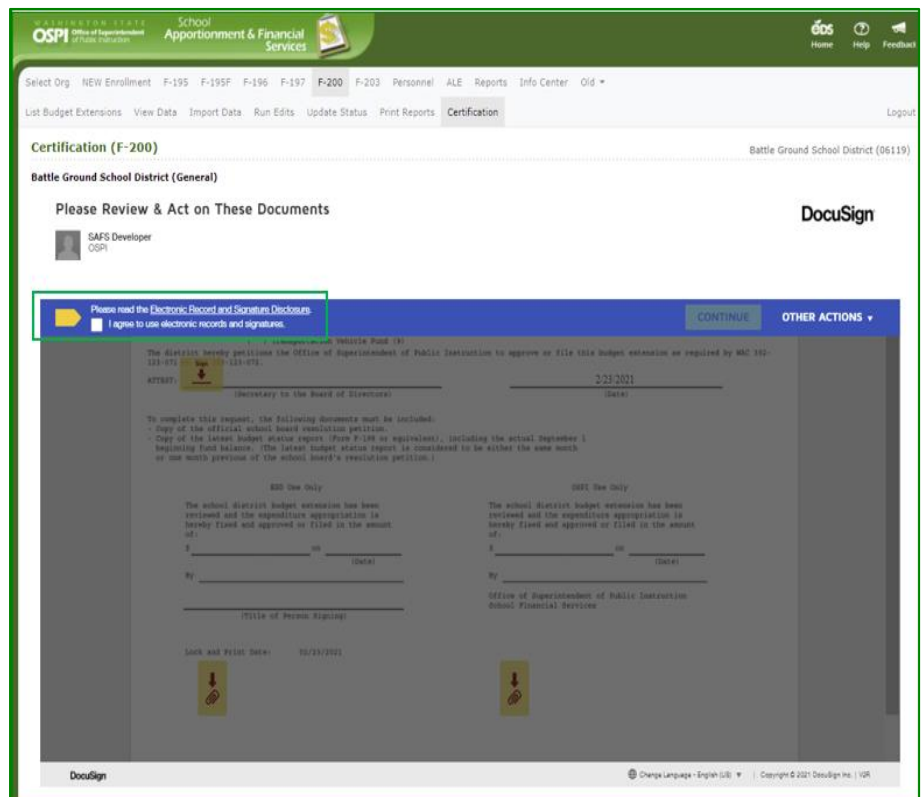 WASHINGTON STATE
OSPI Office of Superintendent of Public Instruction
School Apportionment & Financial Services
EDS
Home Help Feedback
Select Org NEW Enrollment F-195 F-195F F-196 F-197 F-200 F-203 Personnel ALE Reports Info Center Old
List Budget Extensions View Data Import Data Run Edits Update Status Print Reports Certification Logout
Certification (F-200)
Battle Ground School District (06119)
Battle Ground School District (General)
Please Review & Act on These Documents
DocuSign
SAFS Developer
OSPI
Please read the Electronic Record and Signature Disclosure.
I agree to use electronic records and signatures.
CONTINUE OTHER ACTIONS
Transportation Vehicle Fund (9)
The district hereby petitions the Office of Superintendent of Public Instruction to approve or file this budget extension as required by WAC 392-
123-071 392-123-072.
Sign
ATTEST: 2/23/2021
(Secretary to the Board of Directors) (Date)
To complete this request, the following documents must be included:
- Copy of the official school board resolution petition.
- Copy of the latest budget status report (Form F-198 or equivalent), including the actual September 1
beginning fund balance. (The latest budget status report is considered to be either the same month
or one month previous of the school board's resolution petition.)
ESD Use Only
The school district budget extension has been
reviewed and the expenditure appropriation is
hereby fixed and approved or filed in the amount
of:
$ on
(Date)
By
(Title of Person Signing)
OSPI Use Only
The school district budget extension has been
reviewed and the expenditure appropriation is
hereby fixed and approved or filed in the amount
of:
$ on
(Date)
By
Office of Superintendent of Public Instruction
School Financial Services
Lock and Print Date: 02/23/2021
DocuSign
Change Language - English (US) | Copyright © 2021 DocuSign Inc. | V2R